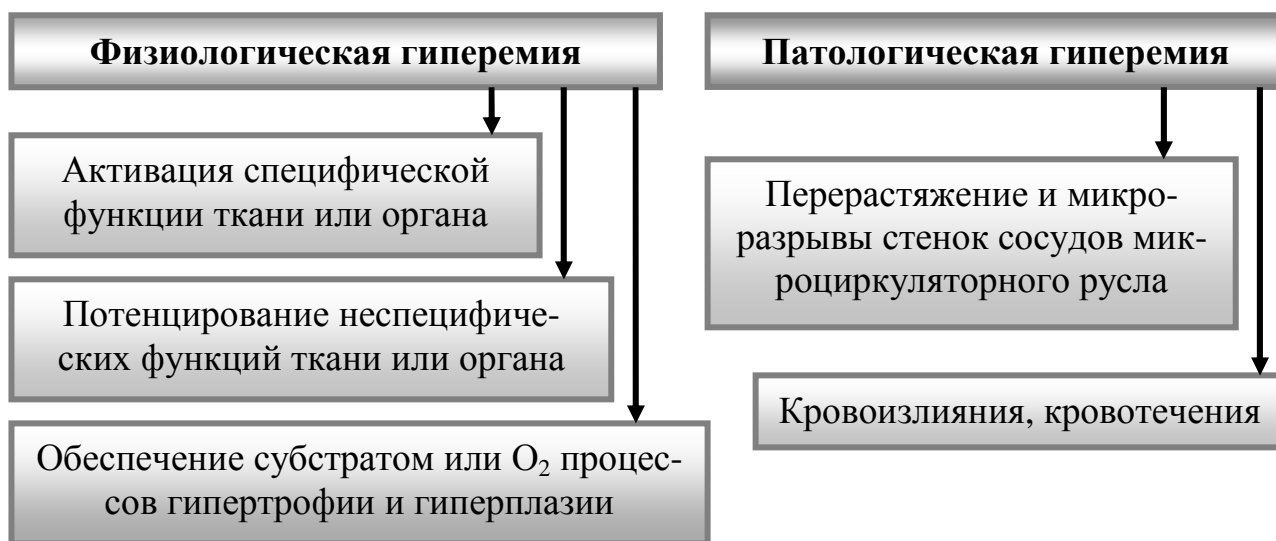 Физиологическая гиперемия
Активация специфической
функции ткани или органа
Потенцирование неспецифиче-
ских функций ткани или органа
Обеспечение субстратом или O₂ процес-
сов гипертрофии и гиперплазии
Патологическая гиперемия
Перерастяжение и микро-
разрывы стенок сосудов мик-
роциркуляторного русла
Кровоизлияния, кровотечения